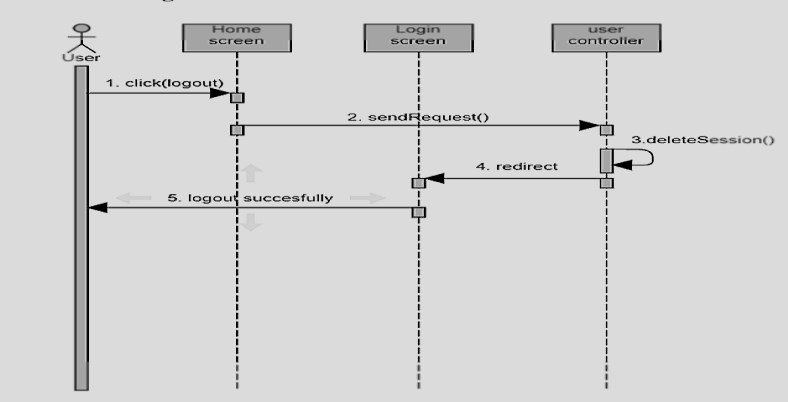 Home
screen
Login
screen
user
controller
User
1. click(logout)
2. sendRequest()
3.deleteSession()
4. redirect
5. logout succesfully